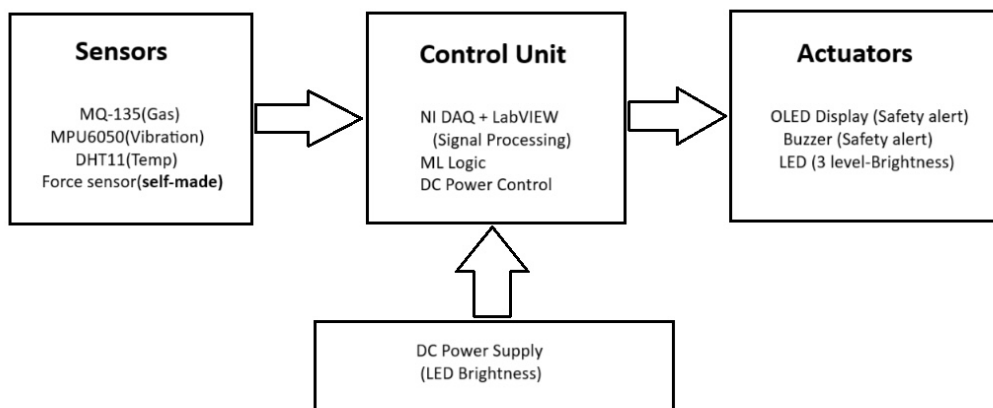 Sensors
MQ-135(Gas)
MPU6050(Vibration)
DHT11(Temp)
Force sensor(self-made)
Control Unit
NI DAQ + LabVIEW
(Signal Processing)
ML Logic
DC Power Control
Actuators
OLED Display (Safety alert)
Buzzer (Safety alert)
LED (3 level-Brightness)
DC Power Supply
(LED Brightness)